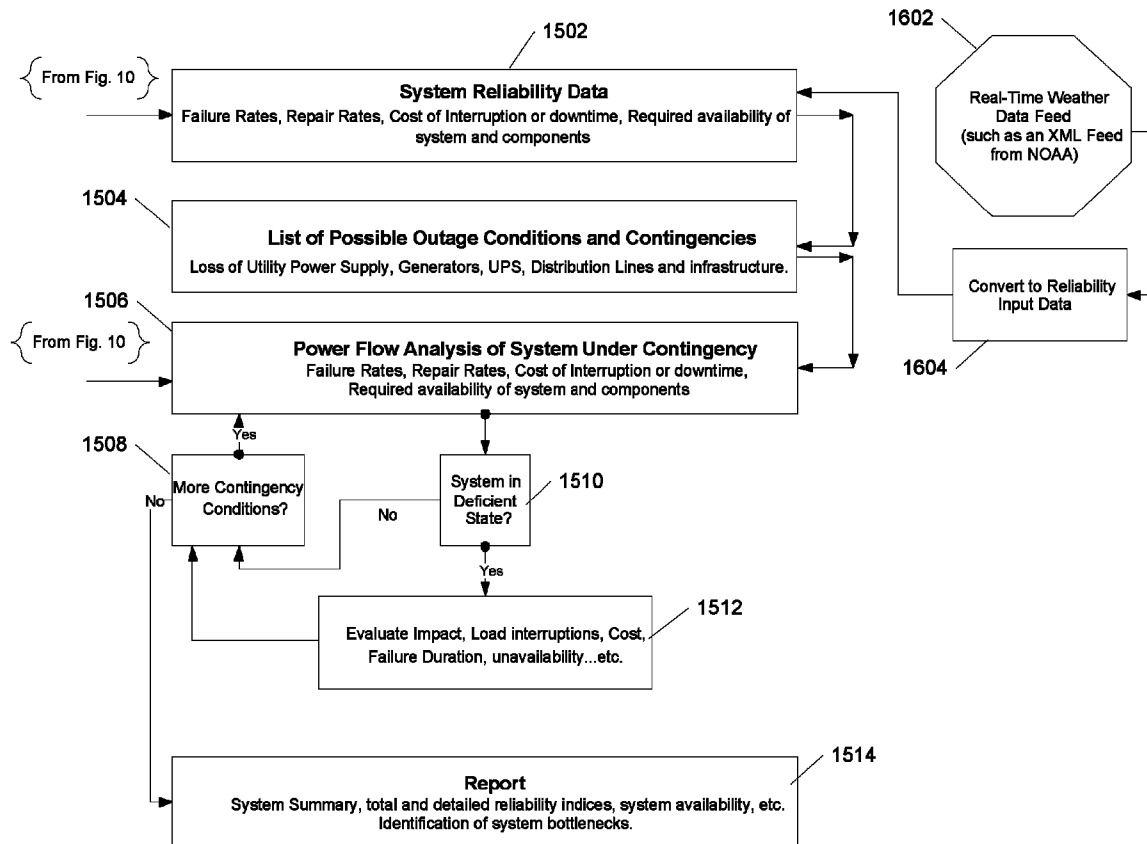 1502
1602
From Fig. 10
System Reliability Data
Failure Rates, Repair Rates, Cost of Interruption or downtime, Required availability of
system and components
Real-Time Weather
Data Feed
(such as an XML Feed
from NOAA)
1504
List of Possible Outage Conditions and Contingencies
Loss of Utility Power Supply, Generators, UPS, Distribution Lines and infrastructure.
Convert to Reliability
Input Data
1604
1506
From Fig. 10
Power Flow Analysis of System Under Contingency
Failure Rates, Repair Rates, Cost of Interruption or downtime,
Required availability of system and components
Yes
1508
More Contingency
Conditions?
No
System in
Deficient
State?
1510
No
Yes
1512
Evaluate Impact, Load interruptions, Cost,
Failure Duration, unavailability...etc.
1514
Report
System Summary, total and detailed reliability indices, system availability, etc.
Identification of system bottlenecks.